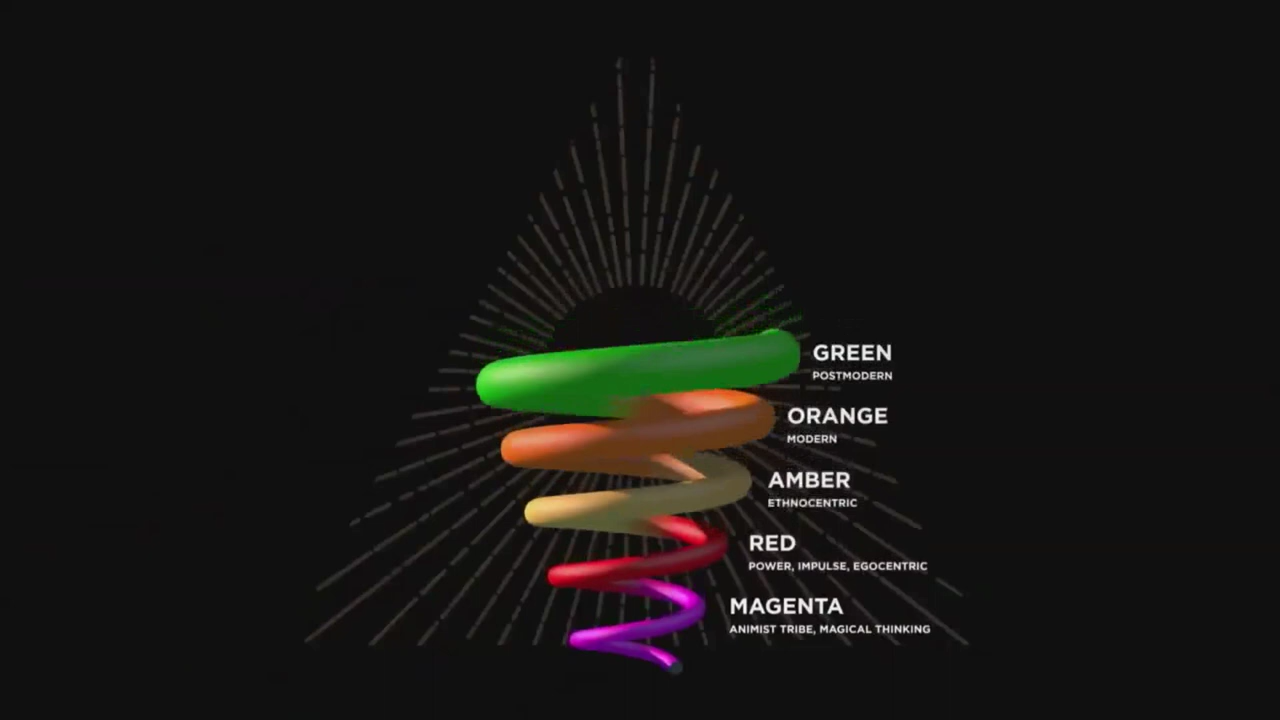 GREEN
POSTMODERN
ORANGE
MODERN
AMBER
ETHNOCENTRIC
RED
POWER, IMPULSE, EGOCENTRIC
MAGENTA
ANIMIST TRIBE, MAGICAL THINKING